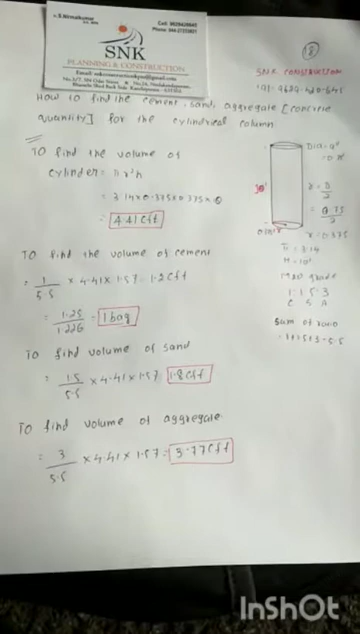 SNK
PLANNING & CONSTRUCTION
18
SNK CONSTRUCTION
How to find the cement, sand, aggregate [concrete
quantity] for the cylindrical column
To find the volume of
cylinder = πr²h
= 3.14×0.375×0.375×
= 4.41 Cft
Dia = 9"
10'
r = D/2
= 0.75/2
r = 0.375
π = 3.14
H = 10'
M20 grade
1:1.5:3
C S A
Sum of ratio
= 1+1.5+3 = 5.5
To find the volume of cement
= 1/5.5 × 4.41 × 1.57 = 1.2 Cft
= 1.25/1.226 = 1 bag
To find volume of sand
= 1.5/5.5 × 4.41 × 1.57 = 1.8 Cft
To find volume of aggregate
= 3/5.5 × 4.41 × 1.57 = 3.77 Cft
InShOt